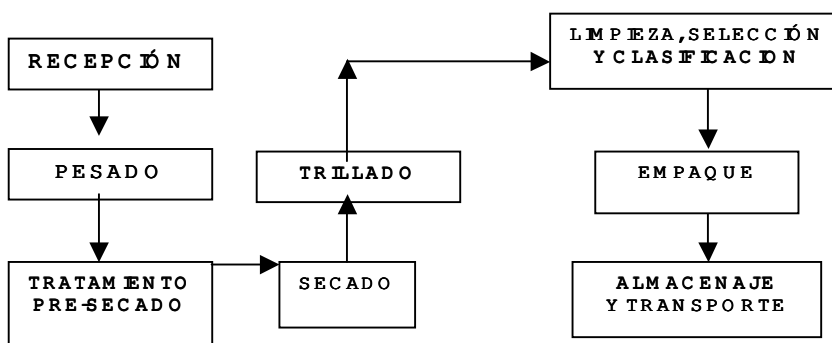 RECEPCIÓN
PESADO
TRATAMIENTO
PRE-SECADO
SECADO
TRILLADO
LIMPIEZA, SELECCIÓN
Y CLASIFICACION
EMPAQUE
ALMACENAJE
Y TRANSPORTE